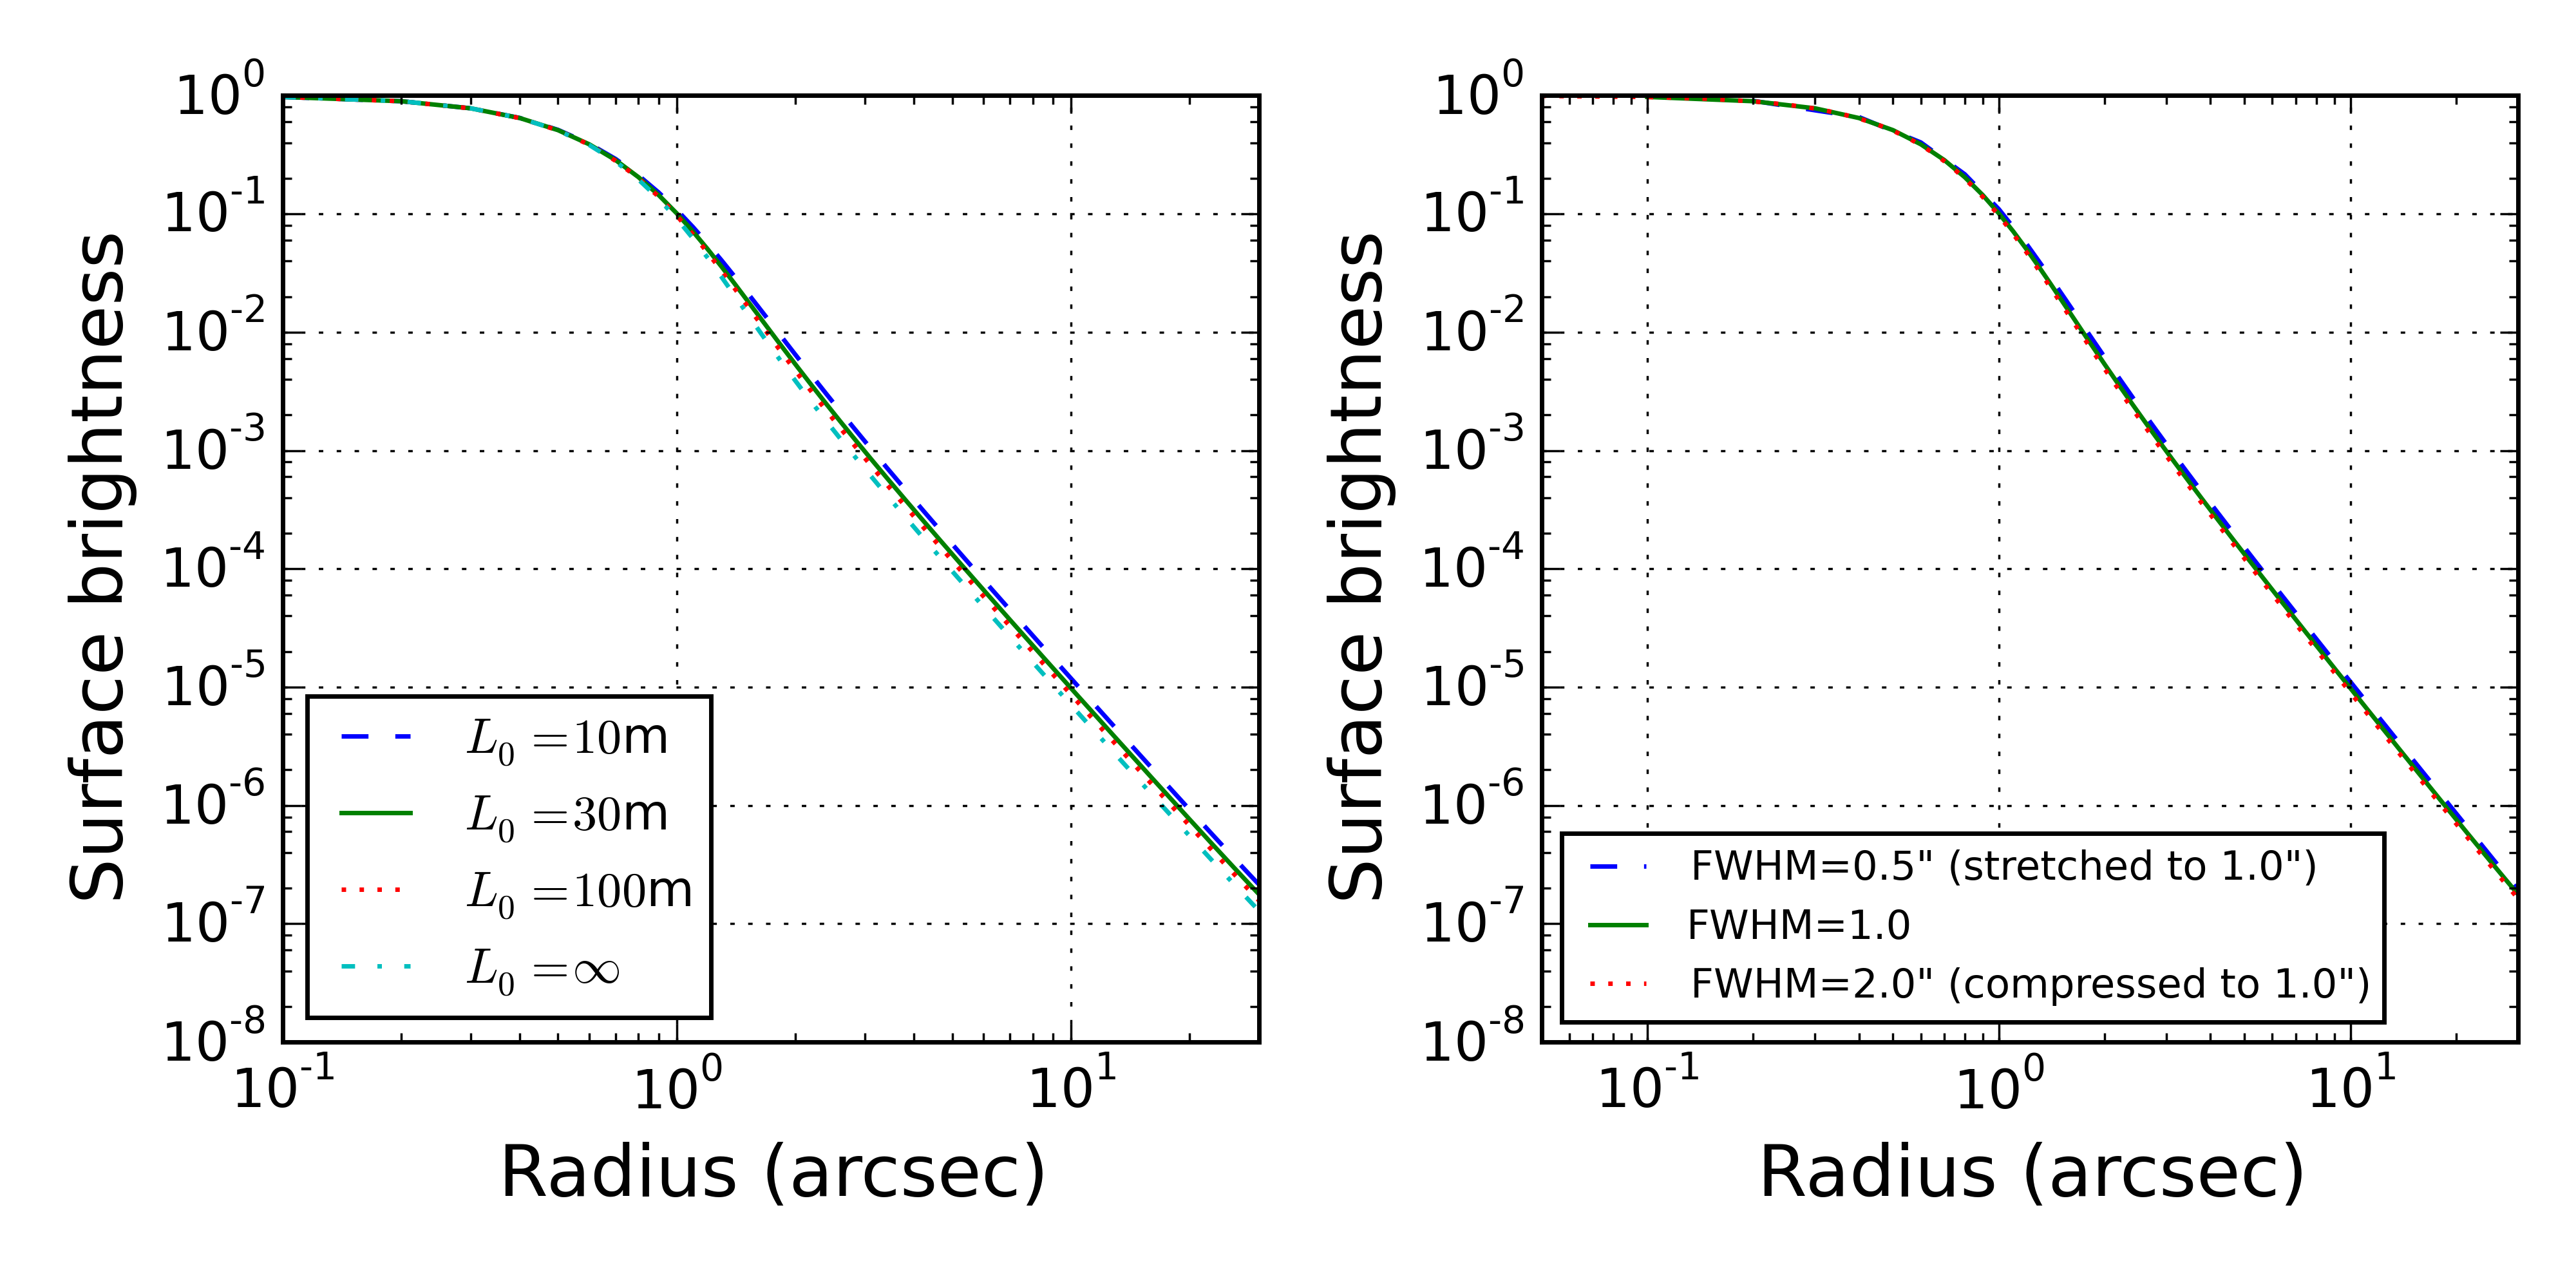 Surface brightness
10^0
10^-1
10^-2
10^-3
10^-4
10^-5
10^-6
10^-7
10^-8
L_0 =10m
L_0 =30m
L_0 =100m
L_0 =∞
10^-1 10^0 10^1
Radius (arcsec)
Surface brightness
10^0
10^-1
10^-2
10^-3
10^-4
10^-5
10^-6
10^-7
10^-8
FWHM=0.5" (stretched to 1.0")
FWHM=1.0
FWHM=2.0" (compressed to 1.0")
10^-1 10^0 10^1
Radius (arcsec)